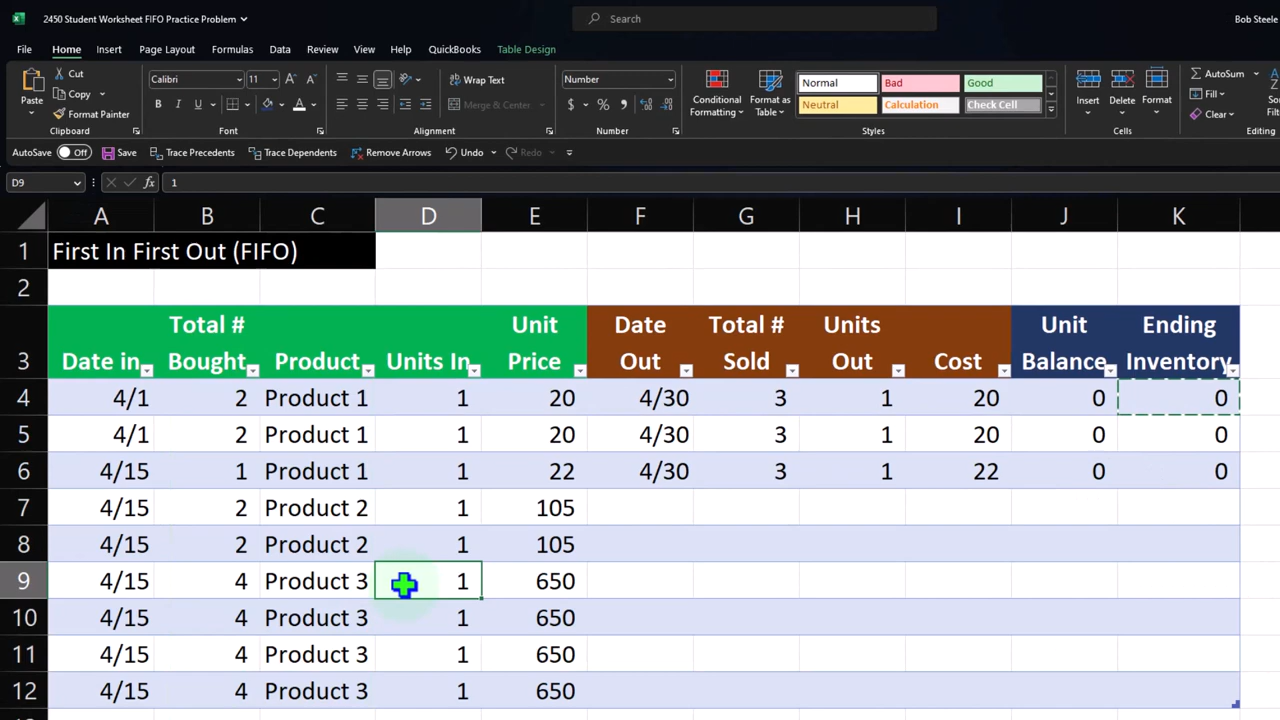 2450 Student Worksheet FIFO Practice Problem
Search
Bob Steele
File Home Insert Page Layout Formulas Data Review View Help QuickBooks Table Design
Cut
Copy
Format Painter
Paste
Clipboard
Calibri 11
B I U
Font
Wrap Text
Merge & Center
Alignment
Number
$ % 
Number
Conditional Formatting
Format as Table
Normal Bad Good
Neutral Calculation Check Cell
Styles
Insert Delete Format
Cells
AutoSum
Fill
Clear
Editing
AutoSave Off Save Trace Precedents Trace Dependents Remove Arrows Undo Redo
D9 fx 1
A B C D E F G H I J K
1 First In First Out (FIFO)
2
Total # Unit Date Total # Units Unit Ending
3 Date in Bought Product Units In Price Out Sold Out Cost Balance Inventory
4 4/1 2 Product 1 1 20 4/30 3 1 20 0 0
5 4/1 2 Product 1 1 20 4/30 3 1 20 0 0
6 4/15 1 Product 1 1 22 4/30 3 1 22 0 0
7 4/15 2 Product 2 1 105
8 4/15 2 Product 2 1 105
9 4/15 4 Product 3 1 650
10 4/15 4 Product 3 1 650
11 4/15 4 Product 3 1 650
12 4/15 4 Product 3 1 650